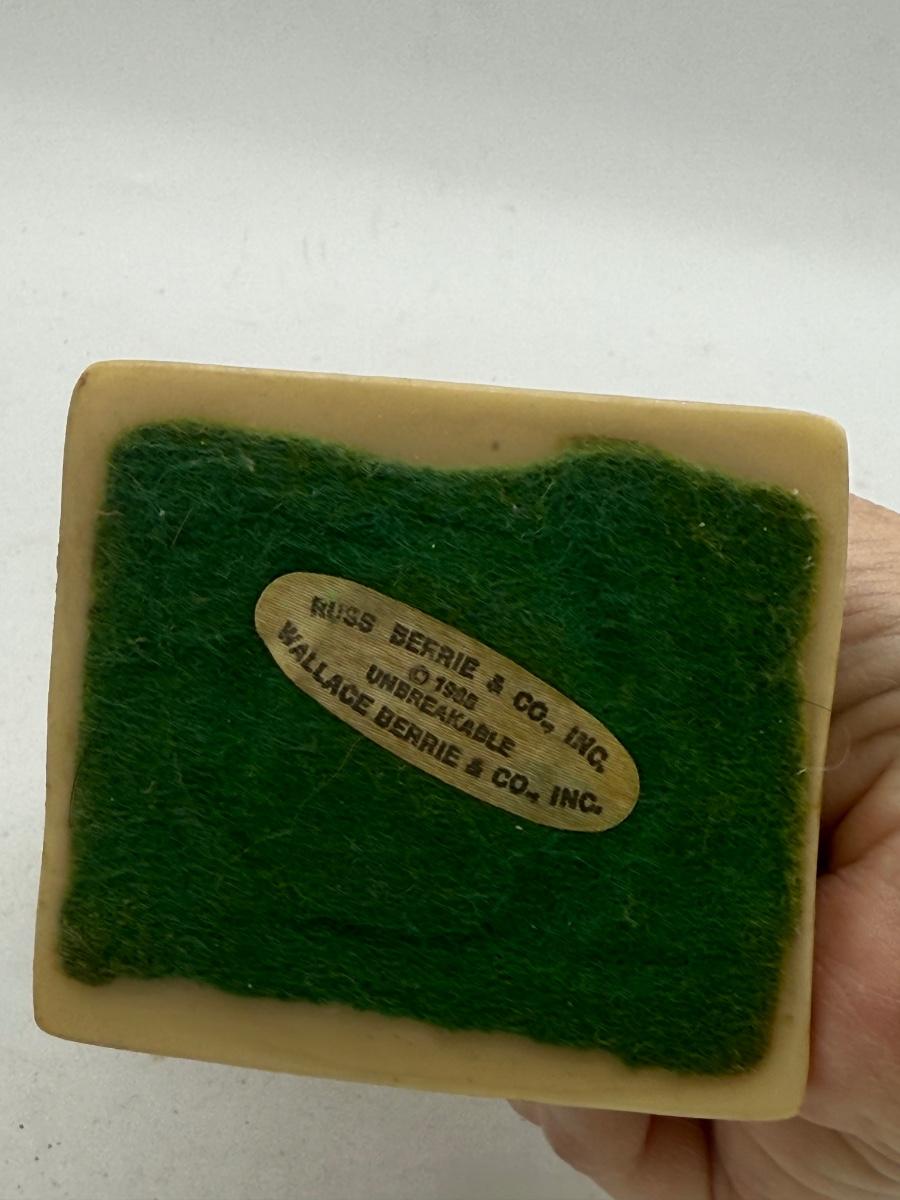 RUSS BERRIE & CO., INC.
©
UNBREAKABLE
WALLACE BERRIE & CO., INC.